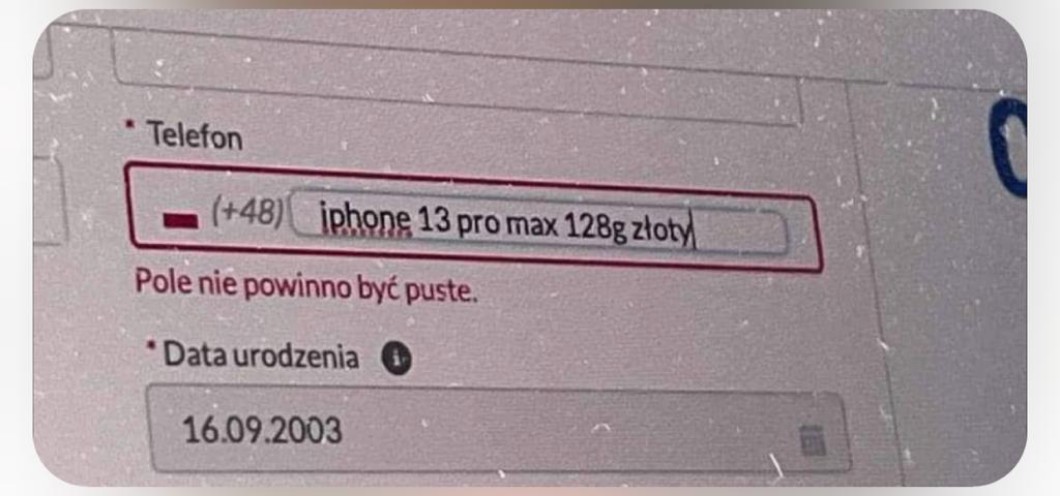 * Telefon
(+48) iphone 13 pro max 128g złoty
Pole nie powinno być puste.
* Data urodzenia i
16.09.2003